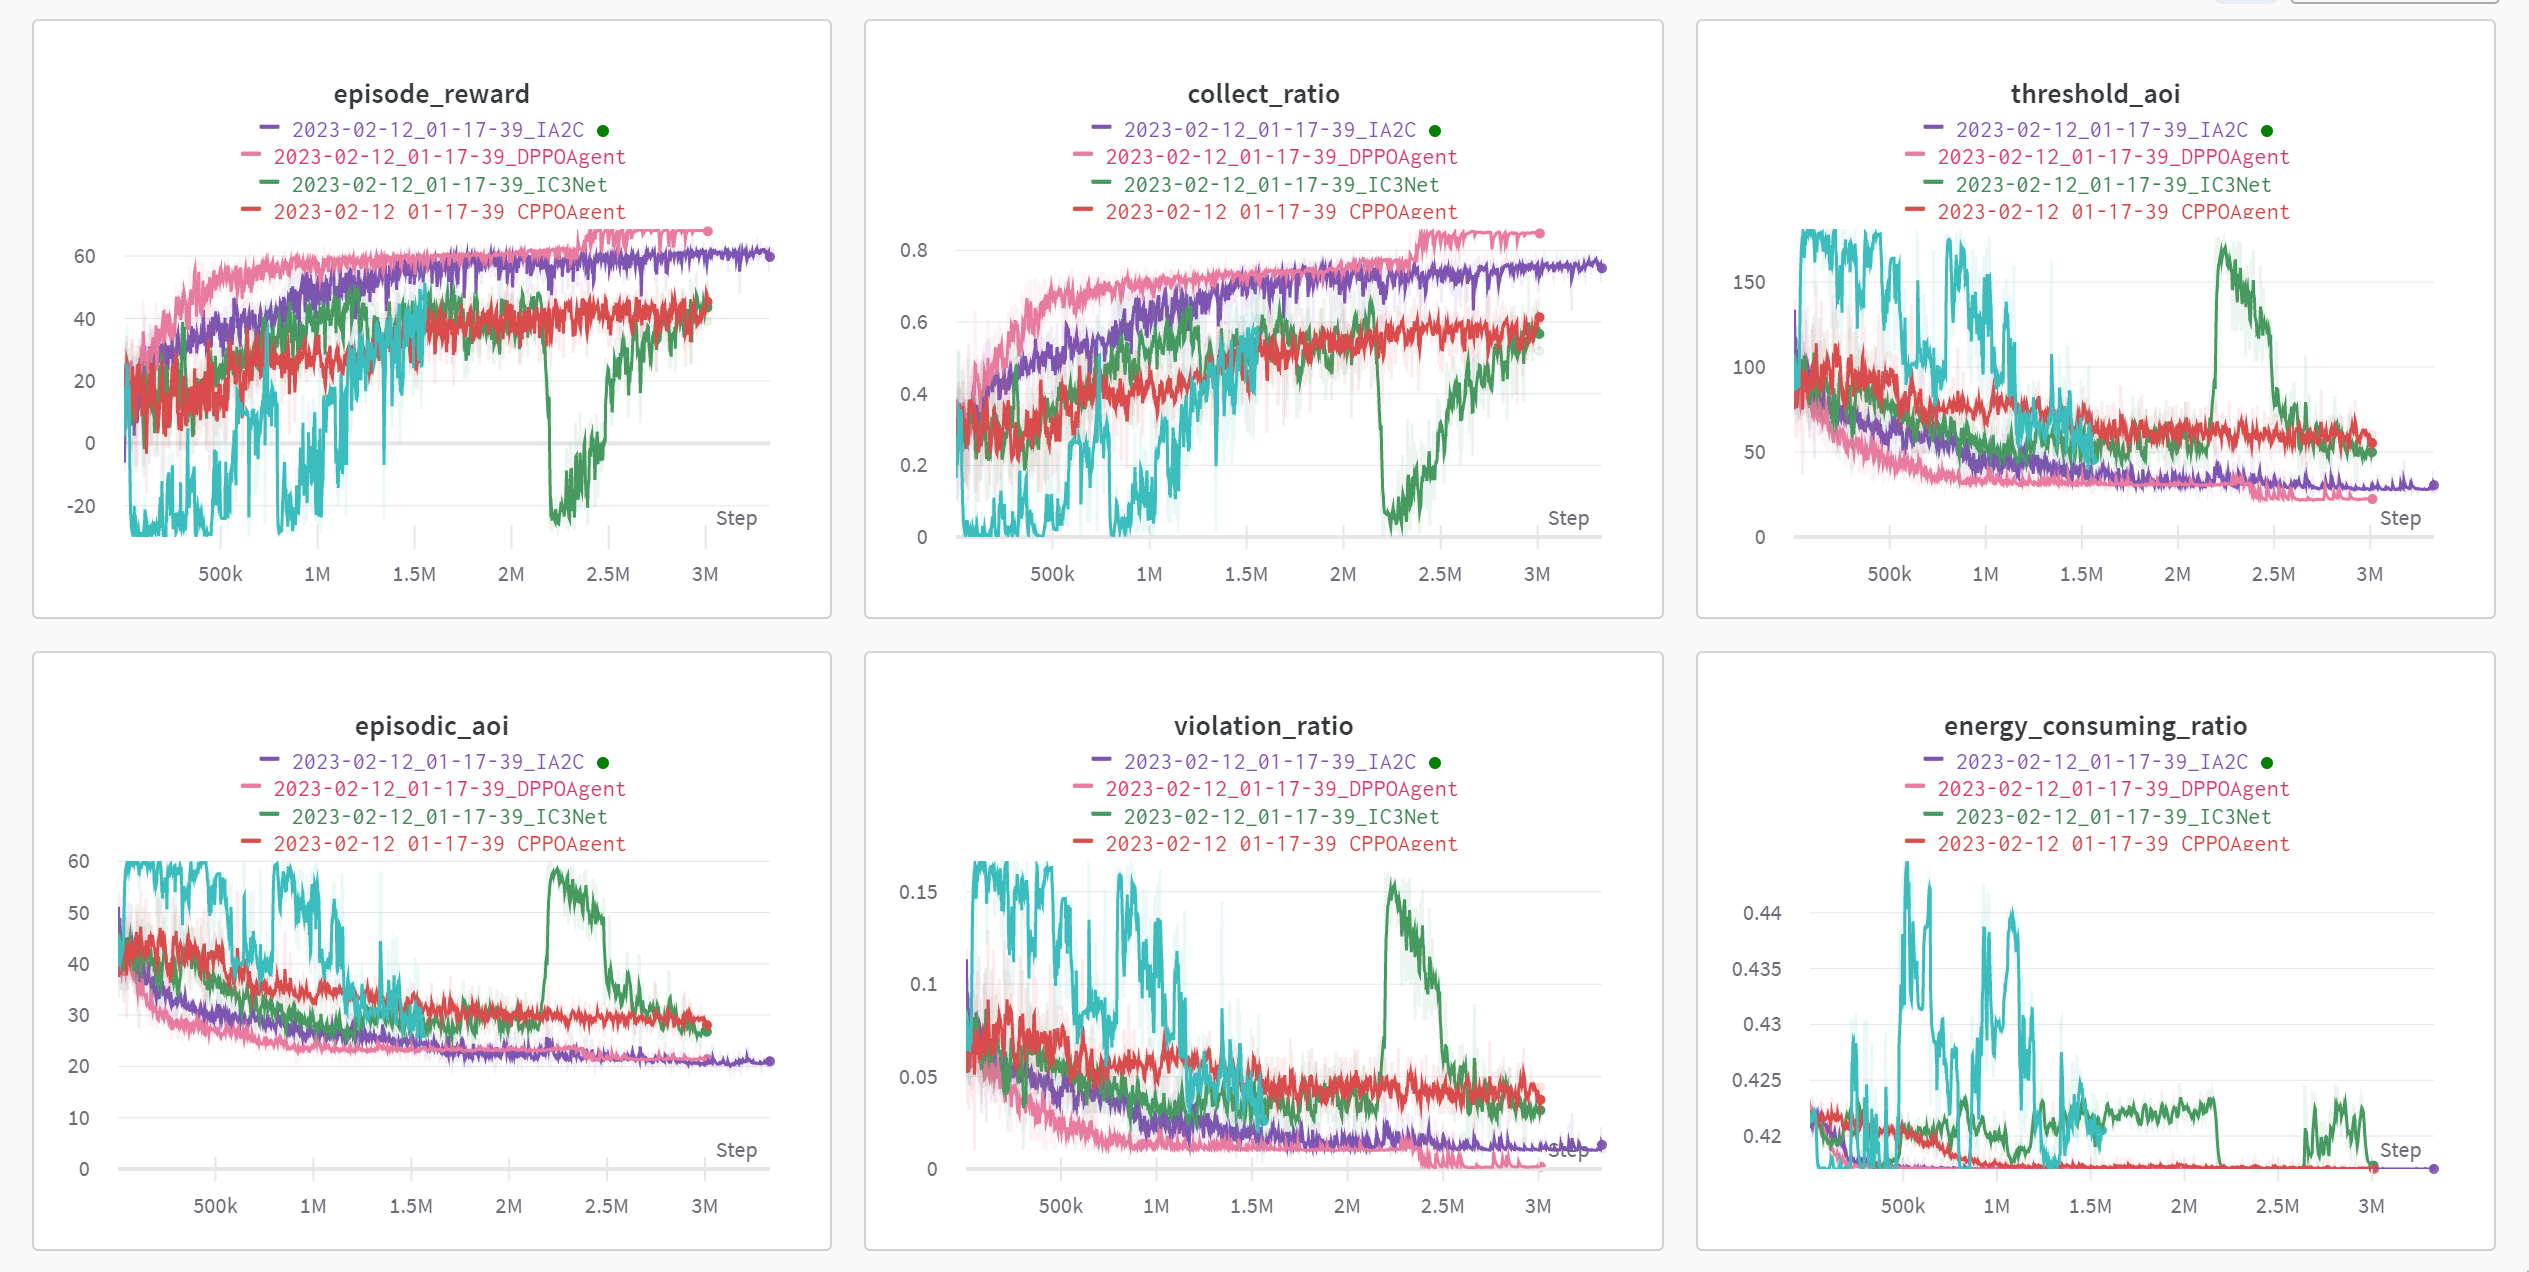 episode_reward
2023-02-12_01-17-39_IA2C
2023-02-12_01-17-39_DPPOAgent
2023-02-12_01-17-39_IC3Net
2023-02-12 01-17-39 CPPOAgent
60
40
20
0
-20
Step
500k 1M 1.5M 2M 2.5M 3M
collect_ratio
2023-02-12_01-17-39_IA2C
2023-02-12_01-17-39_DPPOAgent
2023-02-12_01-17-39_IC3Net
2023-02-12 01-17-39 CPPOAgent
0.8
0.6
0.4
0.2
0
Step
500k 1M 1.5M 2M 2.5M 3M
threshold_aoi
2023-02-12_01-17-39_IA2C
2023-02-12_01-17-39_DPPOAgent
2023-02-12_01-17-39_IC3Net
2023-02-12 01-17-39 CPPOAgent
150
100
50
0
Step
500k 1M 1.5M 2M 2.5M 3M
episodic_aoi
2023-02-12_01-17-39_IA2C
2023-02-12_01-17-39_DPPOAgent
2023-02-12_01-17-39_IC3Net
2023-02-12 01-17-39 CPPOAgent
60
50
40
30
20
10
0
Step
500k 1M 1.5M 2M 2.5M 3M
violation_ratio
2023-02-12_01-17-39_IA2C
2023-02-12_01-17-39_DPPOAgent
2023-02-12_01-17-39_IC3Net
2023-02-12 01-17-39 CPPOAgent
0.15
0.1
0.05
0
Step
500k 1M 1.5M 2M 2.5M 3M
energy_consuming_ratio
2023-02-12_01-17-39_IA2C
2023-02-12_01-17-39_DPPOAgent
2023-02-12_01-17-39_IC3Net
2023-02-12 01-17-39 CPPOAgent
0.44
0.435
0.43
0.425
0.42
Step
500k 1M 1.5M 2M 2.5M 3M